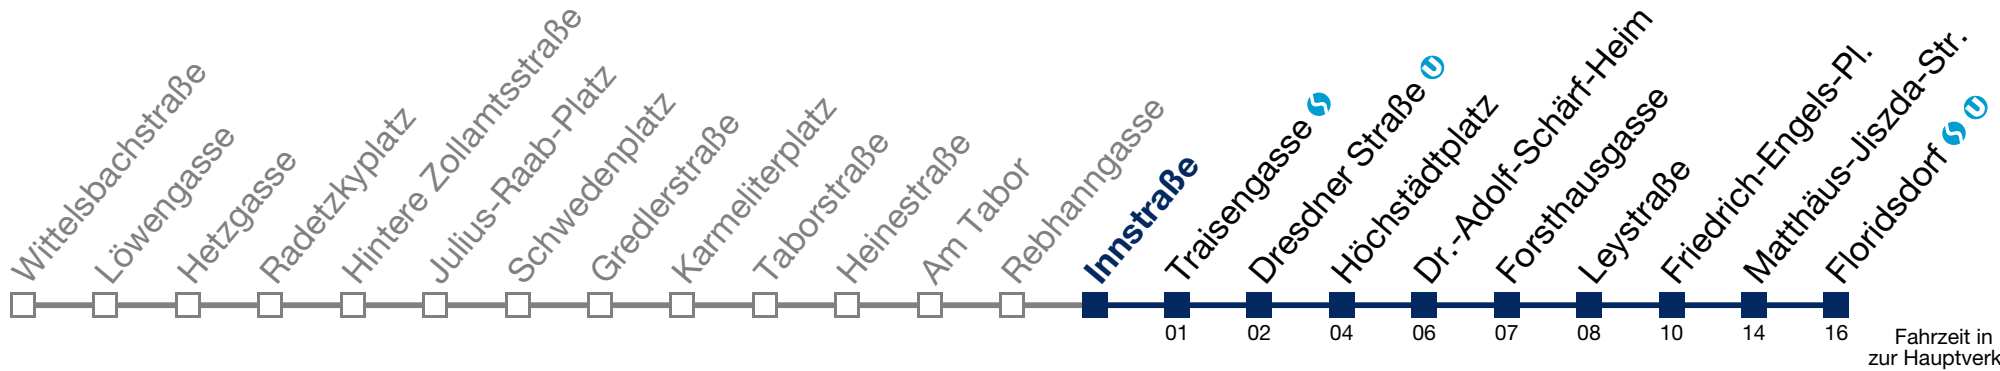 Wittelsbachstraße
Löwengasse
Hetzgasse
Radetzkyplatz
Hintere Zollamtsstraße
Julius-Raab-Platz
Schwedenplatz
Gredlerstraße
Karmeliterplatz
Taborstraße
Heinestraße
Am Tabor
Rebhanngasse
Innstraße
Traisengasse S
Dresdner Straße U
Höchstädtplatz
Dr.-Adolf-Schärf-Heim
Forsthausgasse
Leystraße
Friedrich-Engels-Pl.
Matthäus-Jiszda-Str.
Floridsdorf S U
01 02 04 06 07 08 10 14 16
Fahrzeit in
zur Hauptverk